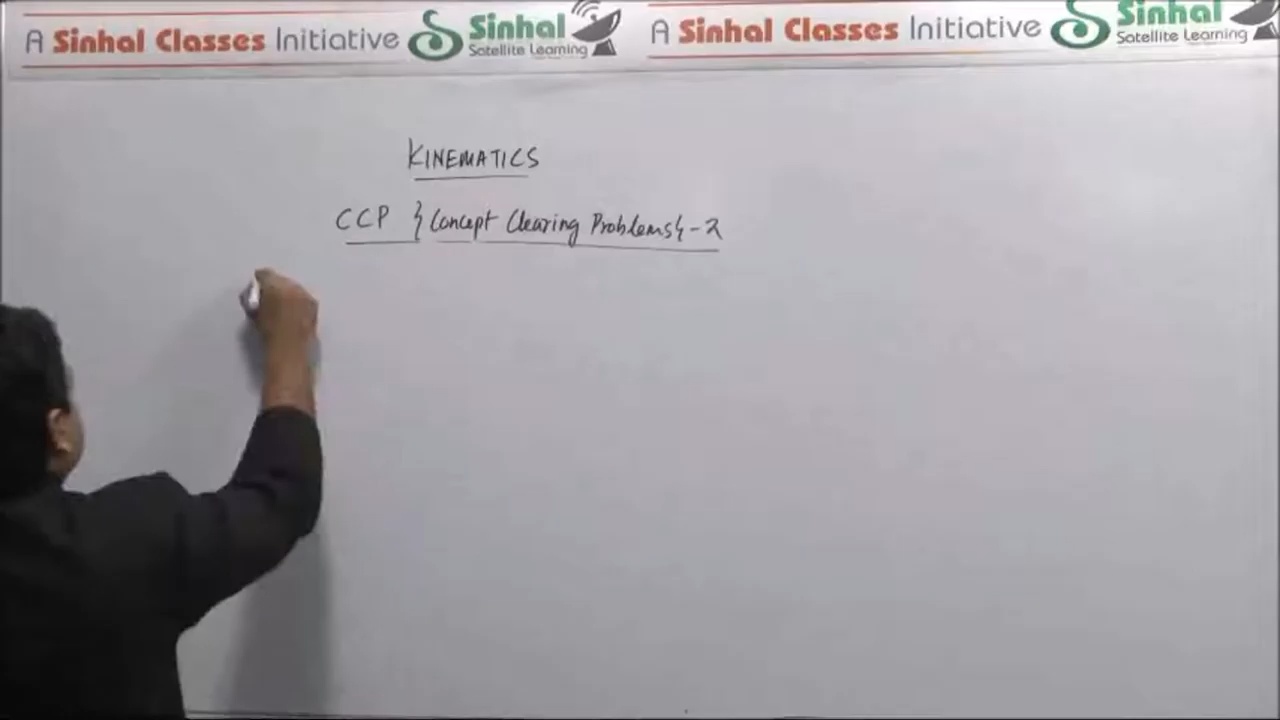 A Sinhal Classes Initiative Sinhal Satellite Learning A Sinhal Classes Initiative Sinhal Satellite Learning
KINEMATICS
CCP {Concept Clearing Problems}-2